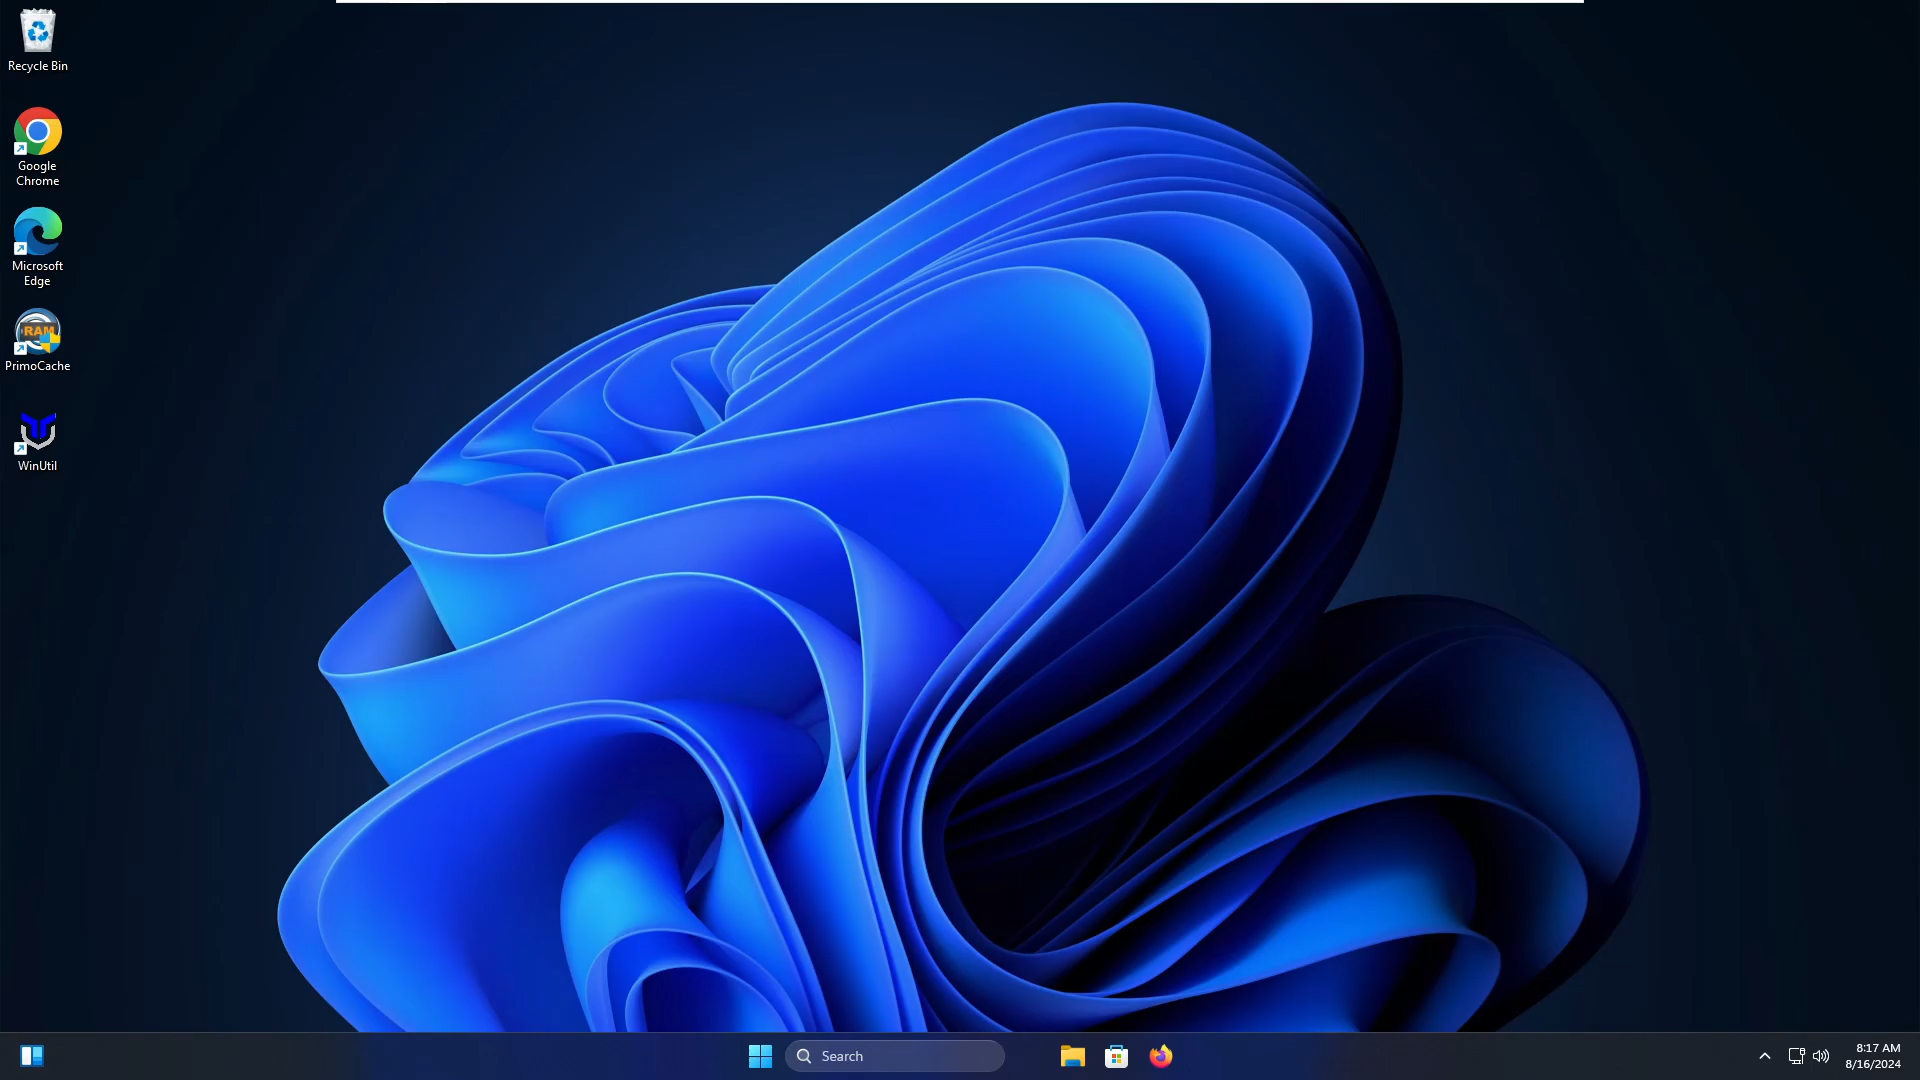 Recycle Bin
Google
Chrome
Microsoft
Edge
RAM
PrimoCache
WinUtil
Search
8:17 AM
8/16/2024